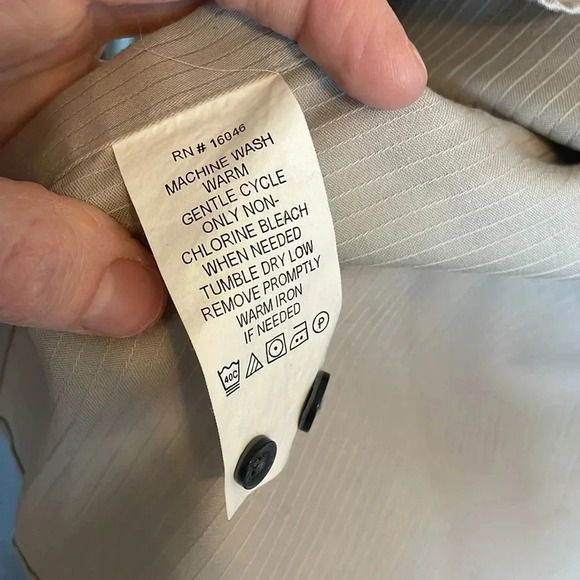 RN # 16046
MACHINE WASH
WARM
GENTLE CYCLE
ONLY NON-
CHLORINE BLEACH
WHEN NEEDED
TUMBLE DRY LOW
REMOVE PROMPTLY
WARM IRON
IF NEEDED
40C P